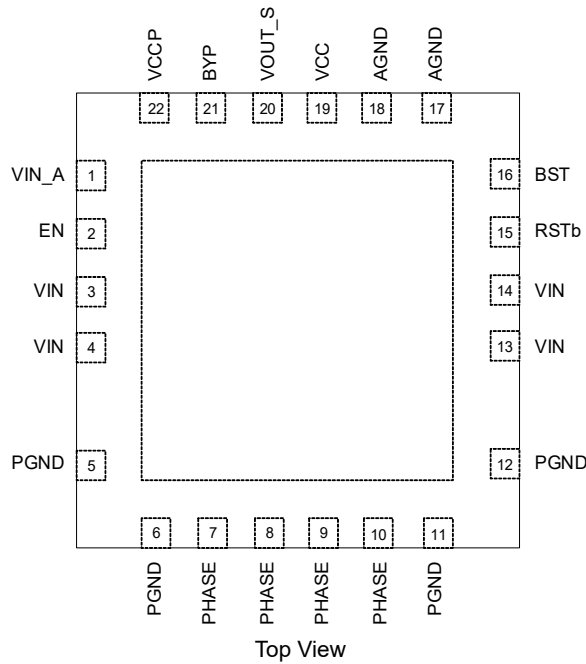 VCCP
BYP
VOUT_S
VCC
AGND
AGND
22
21
20
19
18
17
VIN_A 1
16 BST
EN 2
15 RSTb
VIN 3
14 VIN
VIN 4
13 VIN
PGND 5
12 PGND
6
7
8
9
10
11
PGND
PHASE
PHASE
PHASE
PHASE
PGND
Top View